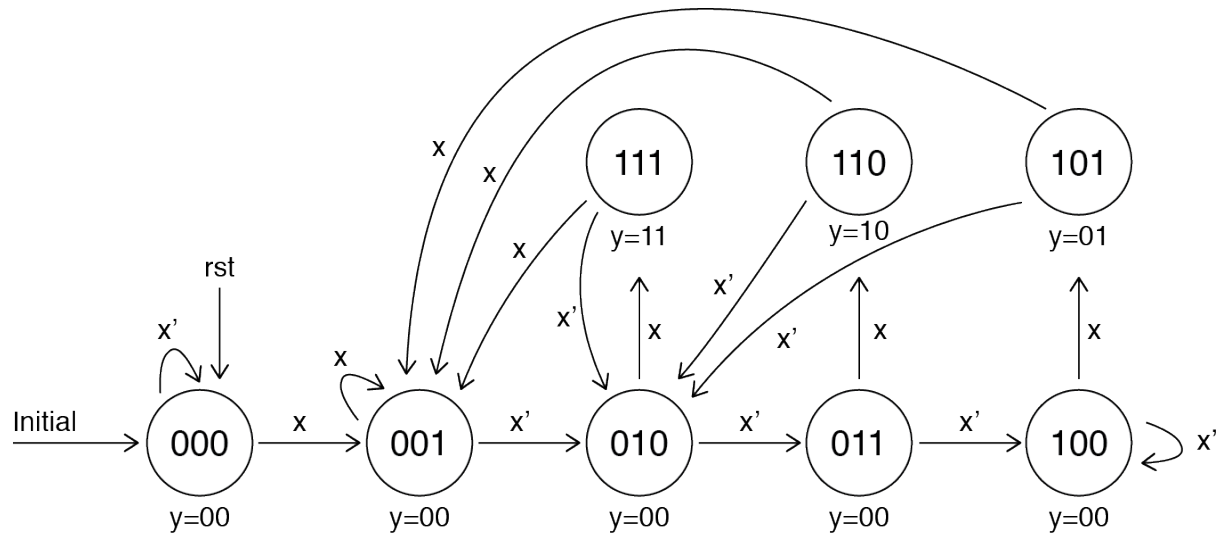 x
x
111
110
101
y=11
y=10
y=01
x
rst
x'
x'
x'
x'
x
x
x
x'
x
Initial
000
x
001
x'
010
x'
011
x'
100
x'
y=00
y=00
y=00
y=00
y=00